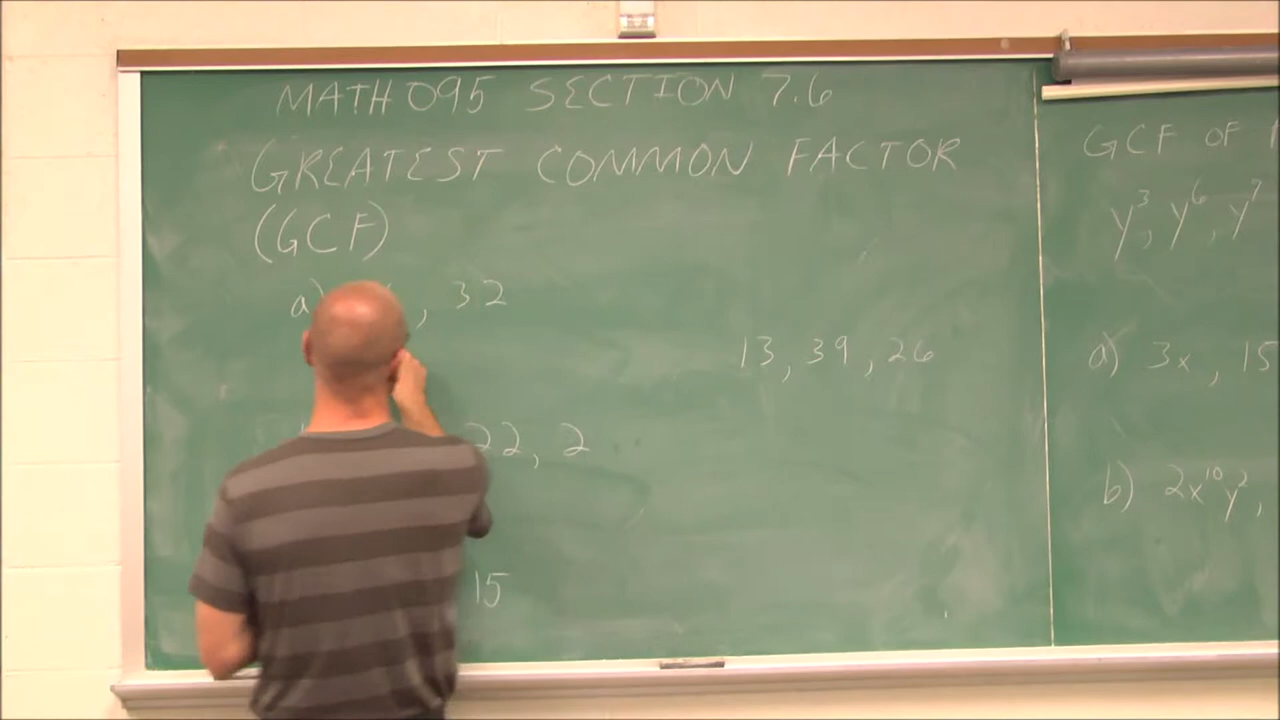 MATH 095 SECTION 7.6
GREATEST COMMON FACTOR
(GCF)
a) , 32
13, 39, 26
22, 2
15
GCF OF
y³, y⁶, y⁷
a) 3x, 15
b) 2x¹⁰y²,